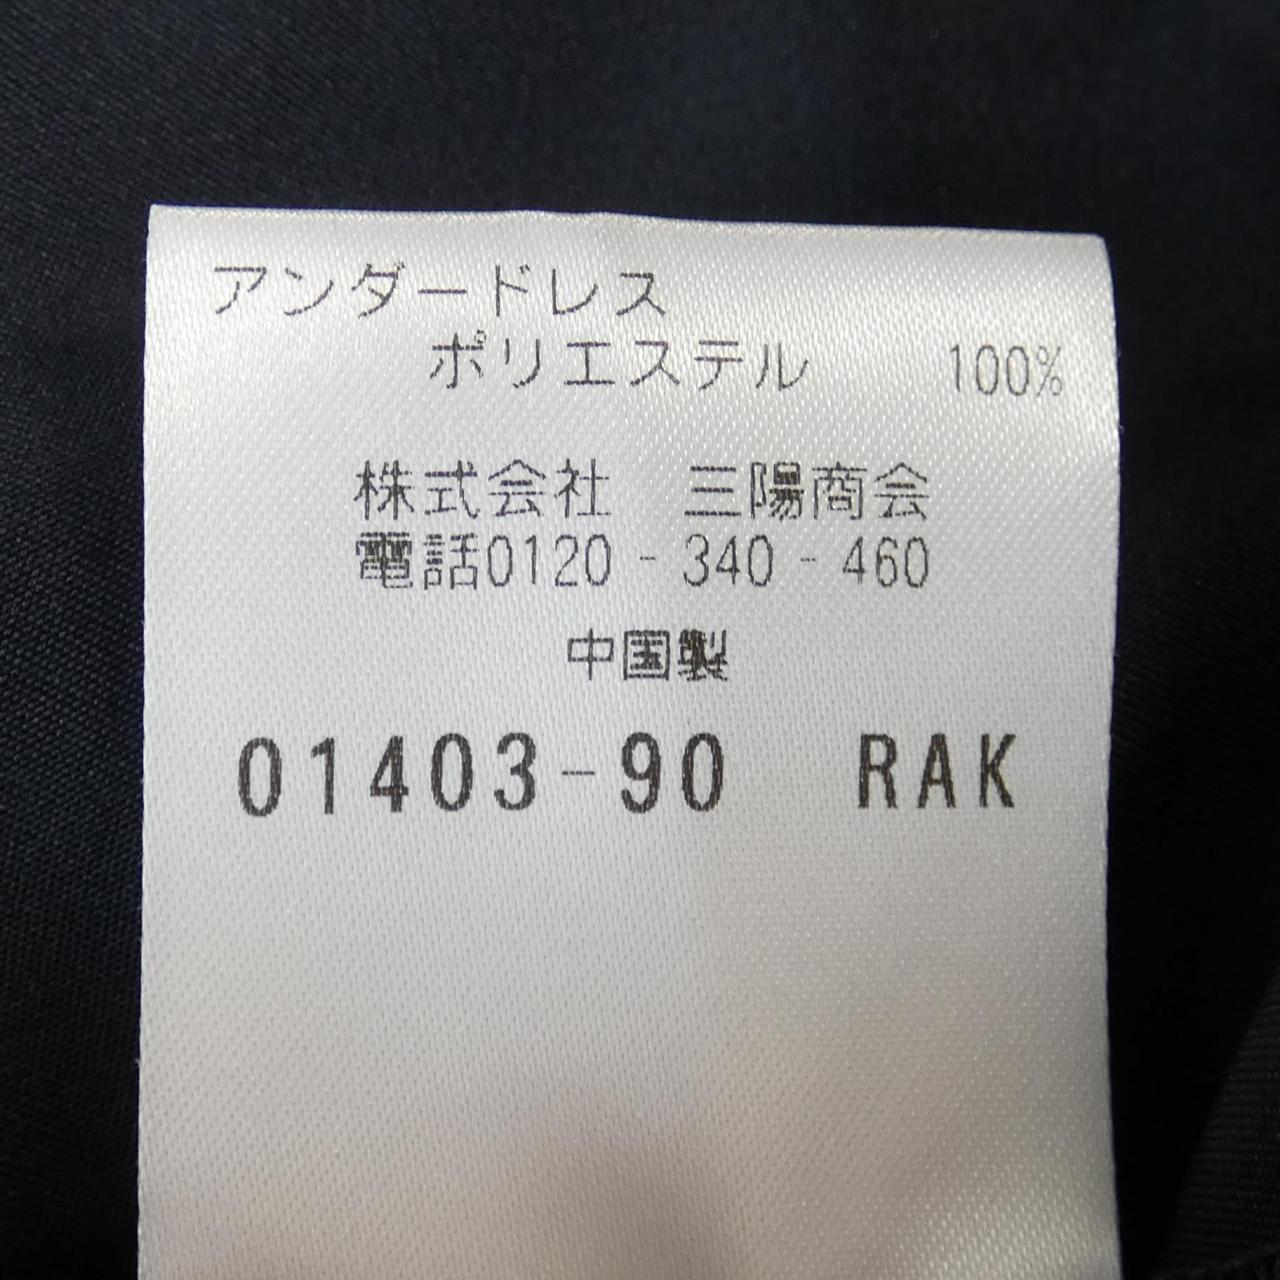 アンダードレス
ポリエステル 100%
株式会社 三陽商会
電話0120-340-460
中国製
01403-90 RAK